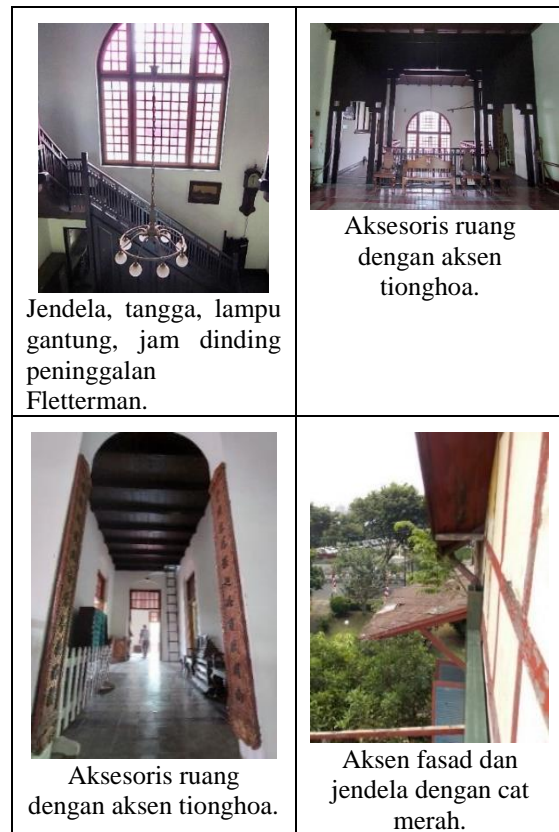 Jendela, tangga, lampu
gantung, jam dinding
peninggalan
Fletterman.
Aksesoris ruang
dengan aksen
tionghoa.
Aksesoris ruang
dengan aksen tionghoa.
Aksen fasad dan
jendela dengan cat
merah.